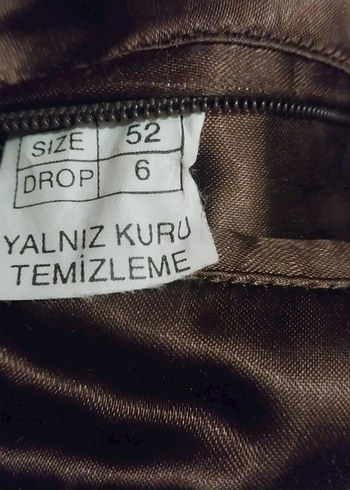 SIZE 52
DROP 6
YALNIZ KURU
TEMİZLEME